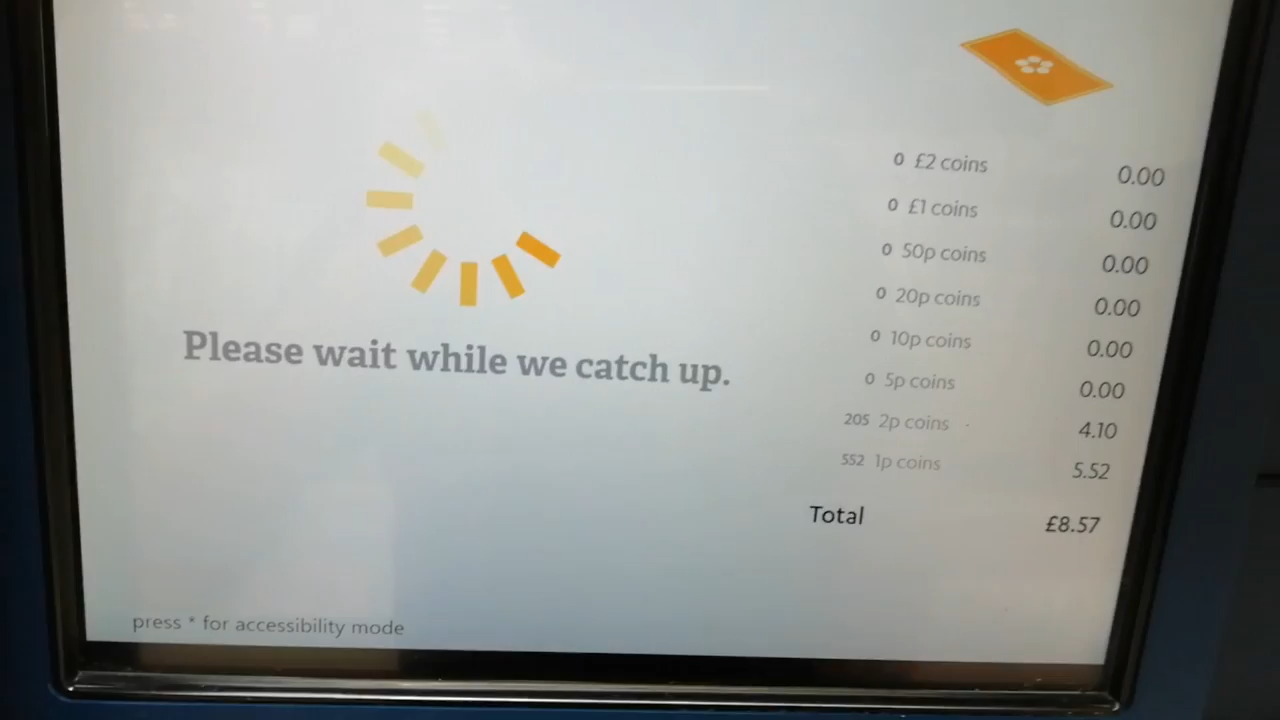 0 £2 coins 0.00
0 £1 coins 0.00
0 50p coins 0.00
0 20p coins 0.00
0 10p coins 0.00
0 5p coins 0.00
205 2p coins 4.10
552 1p coins 5.52
Total £8.57
Please wait while we catch up.
press * for accessibility mode